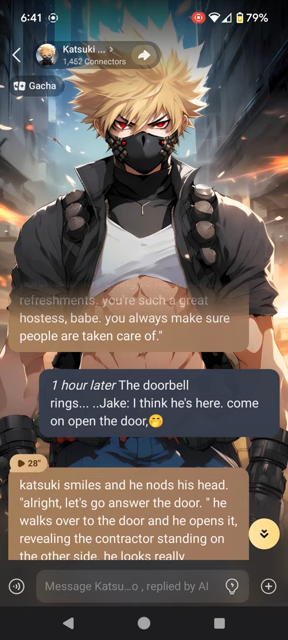 6:41
79%
Katsuki ... >
1,452 Connectors
Gacha
refreshments. you're such a great
hostess, babe. you always make sure
people are taken care of."
1 hour later The doorbell
rings... ..Jake: I think he's here. come
on open the door,🤭
28"
katsuki smiles and he nods his head.
"alright, let's go answer the door. " he
walks over to the door and he opens it,
revealing the contractor standing on
the other side. he looks really
Message Katsu...o , replied by AI